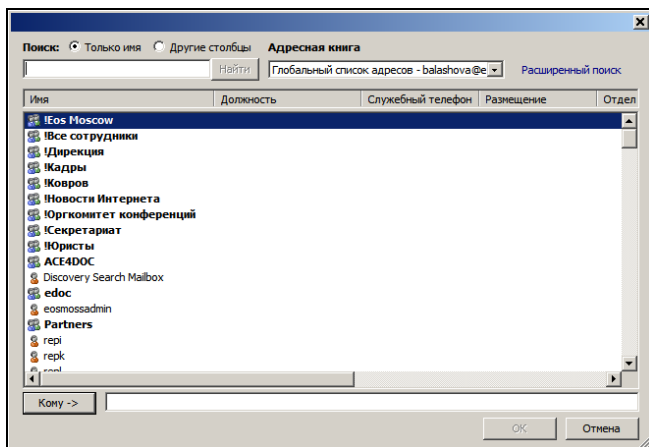 Поиск: Только имя Другие столбцы Адресная книга
Найти Глобальный список адресов - balashova@e Расширенный поиск
Имя Должность Служебный телефон Размещение Отдел
!Eos Moscow
!Все сотрудники
!Дирекция
!Кадры
!Ковров
!Новости Интернета
!Оргкомитет конференций
!Секретариат
!Юристы
ACE4DOC
Discovery Search Mailbox
edoc
eosmossadmin
Partners
repi
repk
Кому ->
OK Отмена